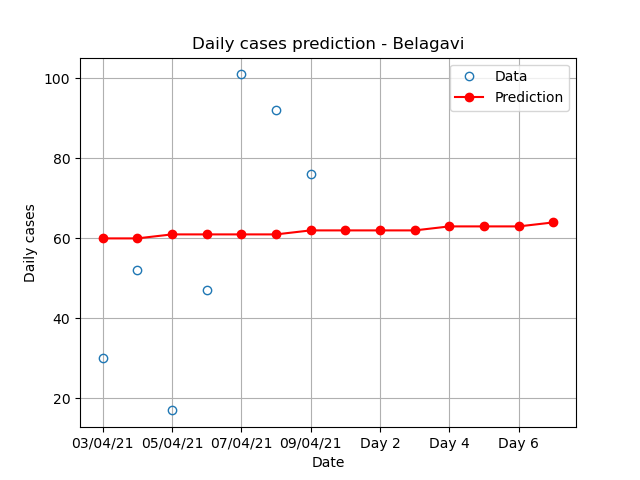 Daily cases prediction - Belagavi
Data
Prediction
Daily cases
100
80
60
40
20
03/04/21 05/04/21 07/04/21 09/04/21 Day 2 Day 4 Day 6
Date